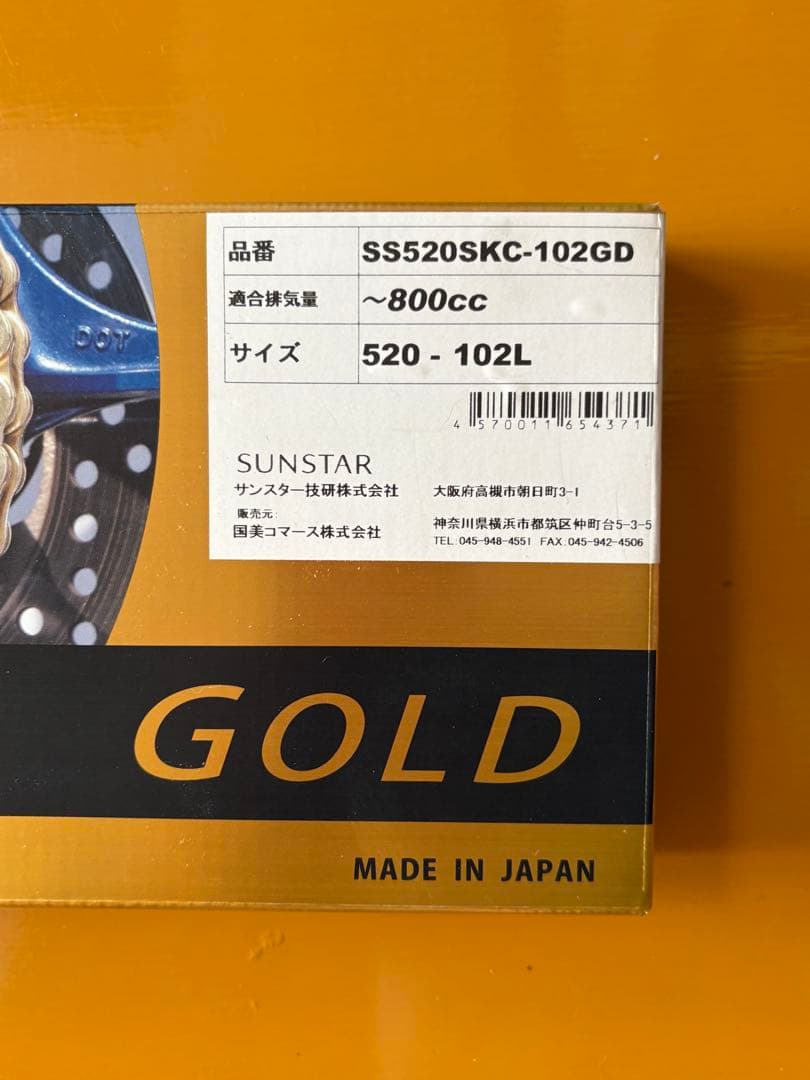 DOT
品番 SS520SKC-102GD
適合排気量 ～800cc
サイズ 520 - 102L
4 570011 654371
SUNSTAR
サンスター技研株式会社 大阪府高槻市朝日町3-1
販売元:
国美コマース株式会社 神奈川県横浜市都筑区仲町台5-3-5
TEL:045-948-4551 FAX:045-942-4506
GOLD
MADE IN JAPAN